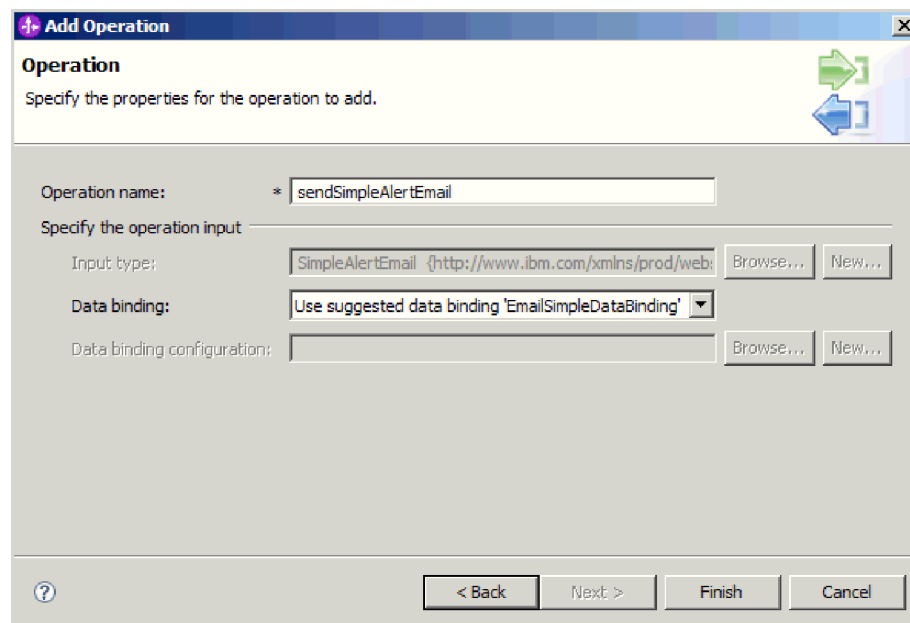 Add Operation
Operation
Specify the properties for the operation to add.
Operation name: * sendSimpleAlertEmail
Specify the operation input
Input type: SimpleAlertEmail {http://www.ibm.com/xmlns/prod/web: Browse... New...
Data binding: Use suggested data binding 'EmailSimpleDataBinding'
Data binding configuration: Browse... New...
? < Back Next > Finish Cancel